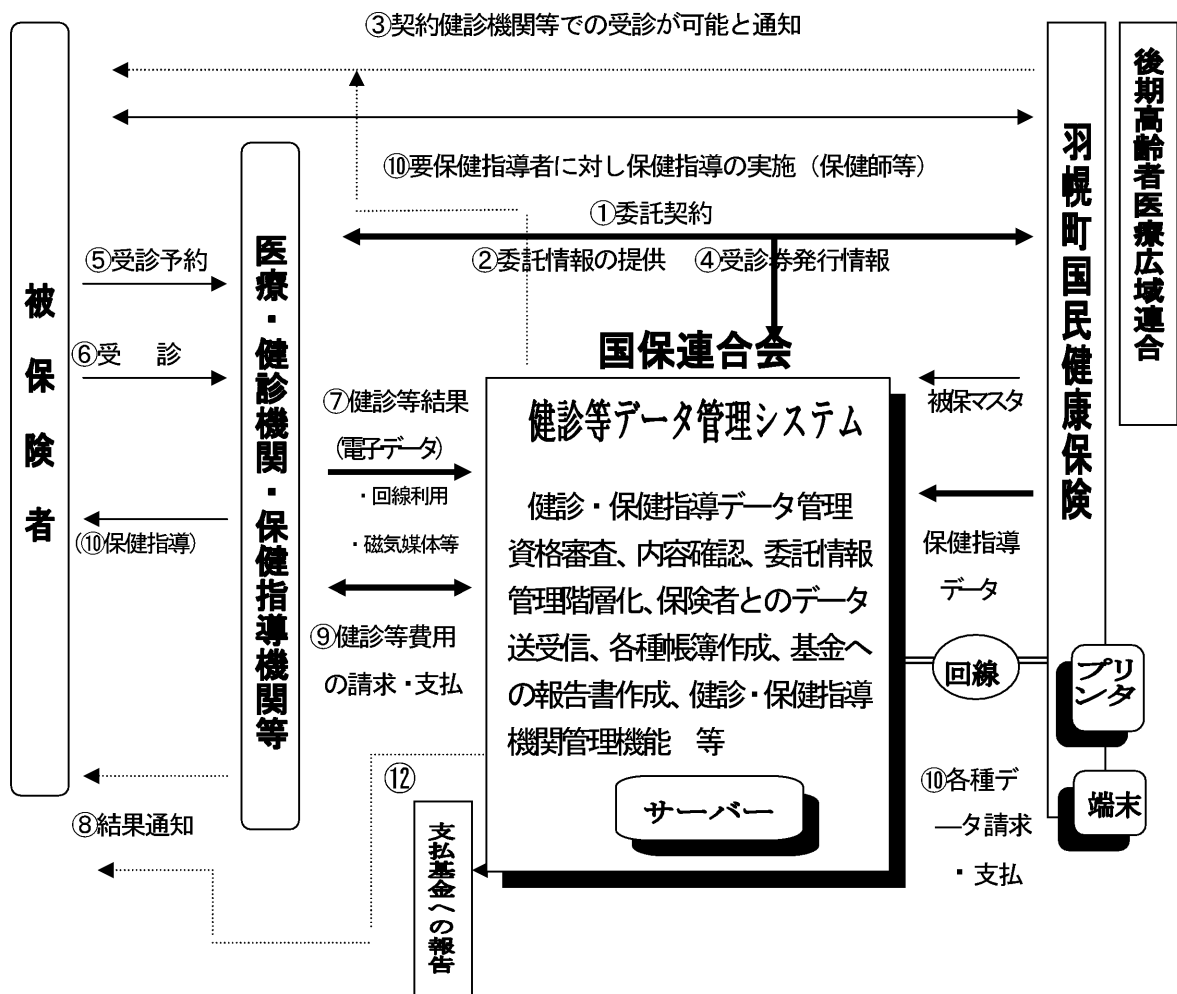 ③契約健診機関等での受診が可能と通知
後期高齢者医療広域連合
羽幌町国民健康保険
⑩要保健指導者に対し保健指導の実施（保健師等）
①委託契約
②委託情報の提供　④受診券発行情報
被保険者
医療・健診機関・保健指導機関等
⑤受診予約
⑥受　診
(⑩保健指導)
⑧結果通知
⑦健診等結果
(電子データ)
・回線利用
・磁気媒体等
⑨健診等費用
の請求・支払
国保連合会
健診等データ管理システム
健診・保健指導データ管理
資格審査、内容確認、委託情報
管理階層化、保険者とのデータ
送受信、各種帳簿作成、基金へ
の報告書作成、健診・保健指導
機関管理機能　等
サーバー
⑫
支払基金への報告
被保マスタ
保健指導
データ
回線
プリ
ンタ
端末
⑩各種デ
―タ請求
・支払